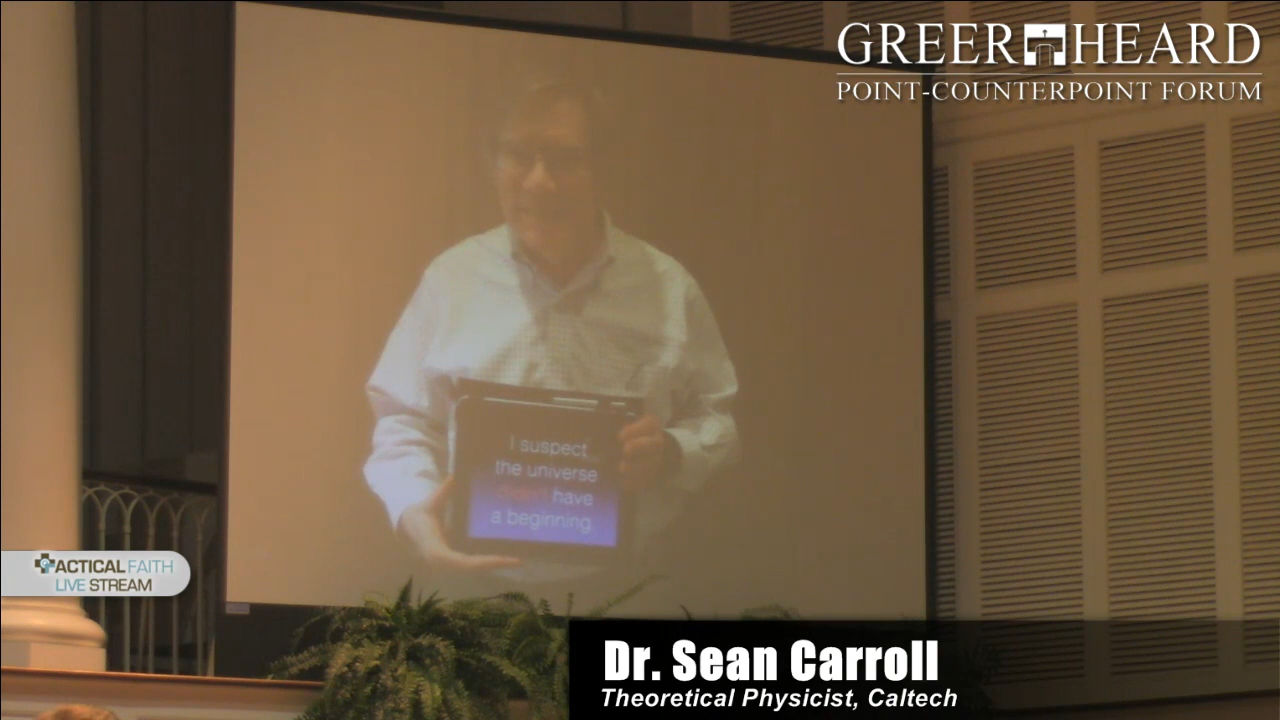 GREER HEARD
POINT-COUNTERPOINT FORUM
I suspect
the universe
have
a beginning
TACTICAL FAITH
LIVE STREAM
Dr. Sean Carroll
Theoretical Physicist, Caltech